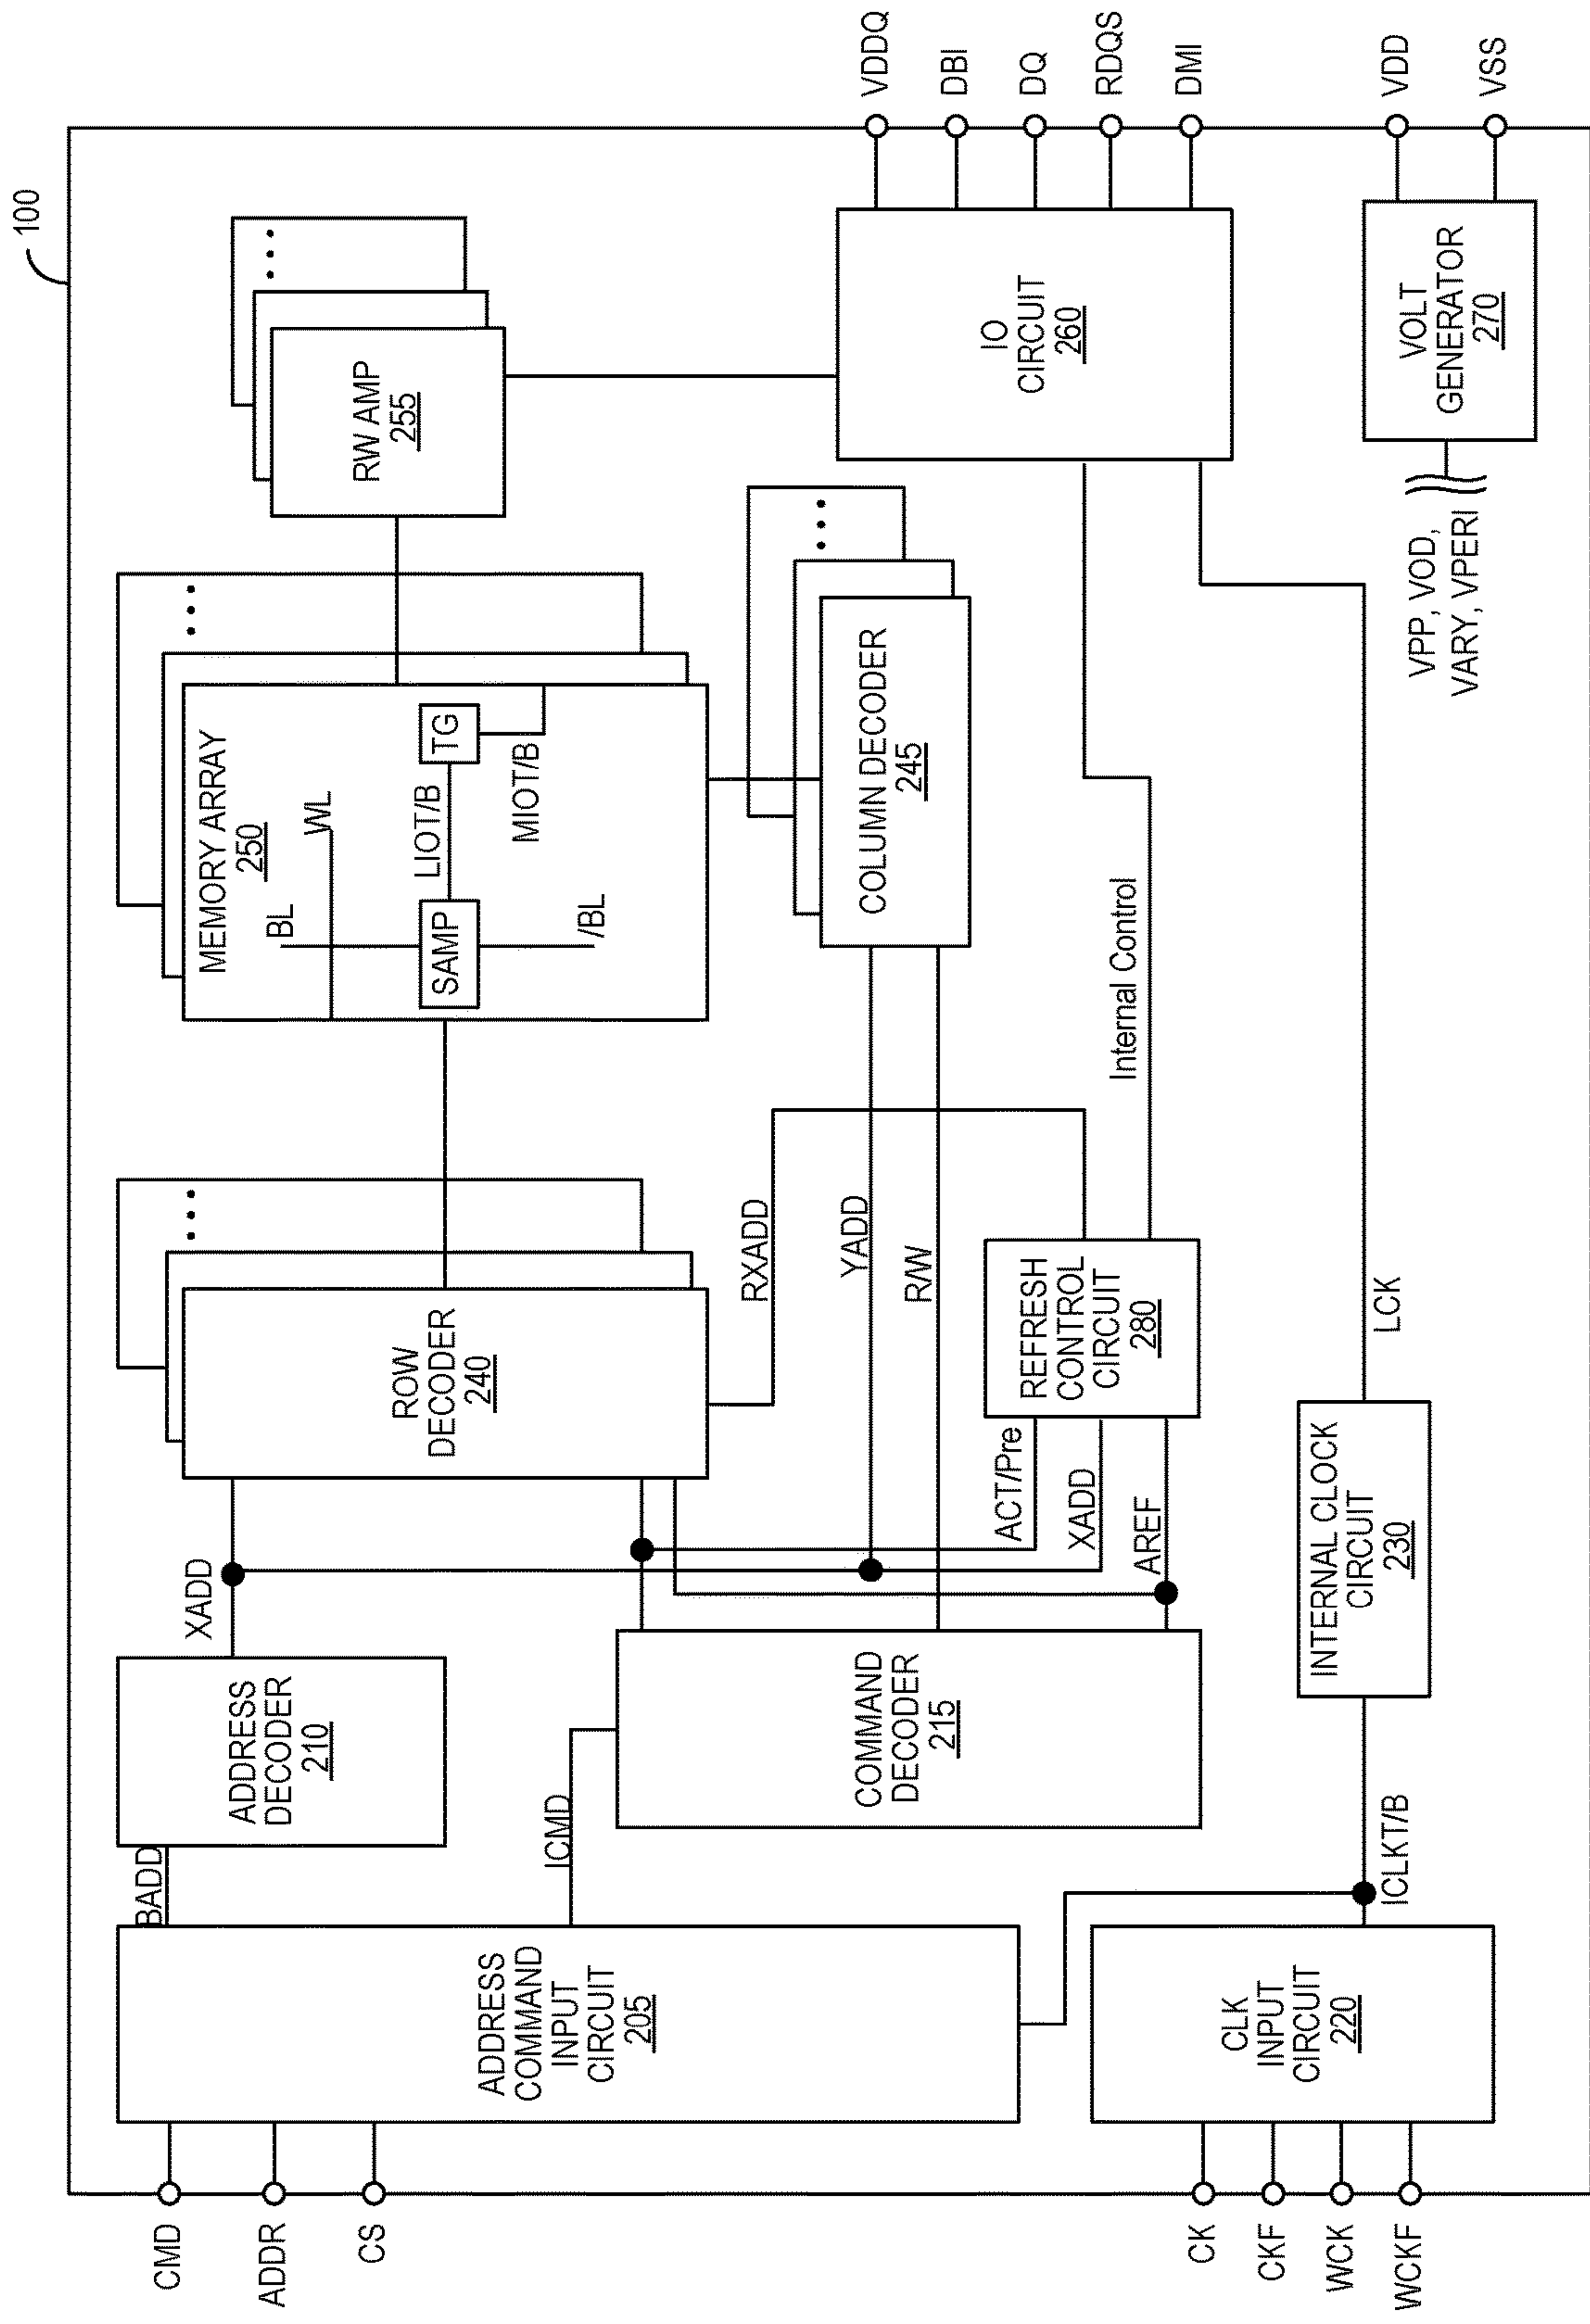 100
CMD
ADDR
CS
CK
CKF
WCK
WCKF
ADDRESS
COMMAND
INPUT
CIRCUIT
205
CLK
INPUT
CIRCUIT
220
BADD
ICMD
ICLKT/B
ADDRESS
DECODER
210
COMMAND
DECODER
215
INTERNAL CLOCK
CIRCUIT
230
XADD
ACT/Pre
XADD
AREF
LCK
ROW
DECODER
240
RXADD
YADD
R/W
REFRESH
CONTROL
CIRCUIT
280
Internal Control
MEMORY ARRAY
250
BL
WL
SAMP
LIOT/B
TG
MIOT/B
/BL
COLUMN DECODER
245
RW AMP
255
IO
CIRCUIT
260
VPP, VOD,
VARY, VPERI
VOLT
GENERATOR
270
VDDQ
DBI
DQ
RDQS
DMI
VDD
VSS